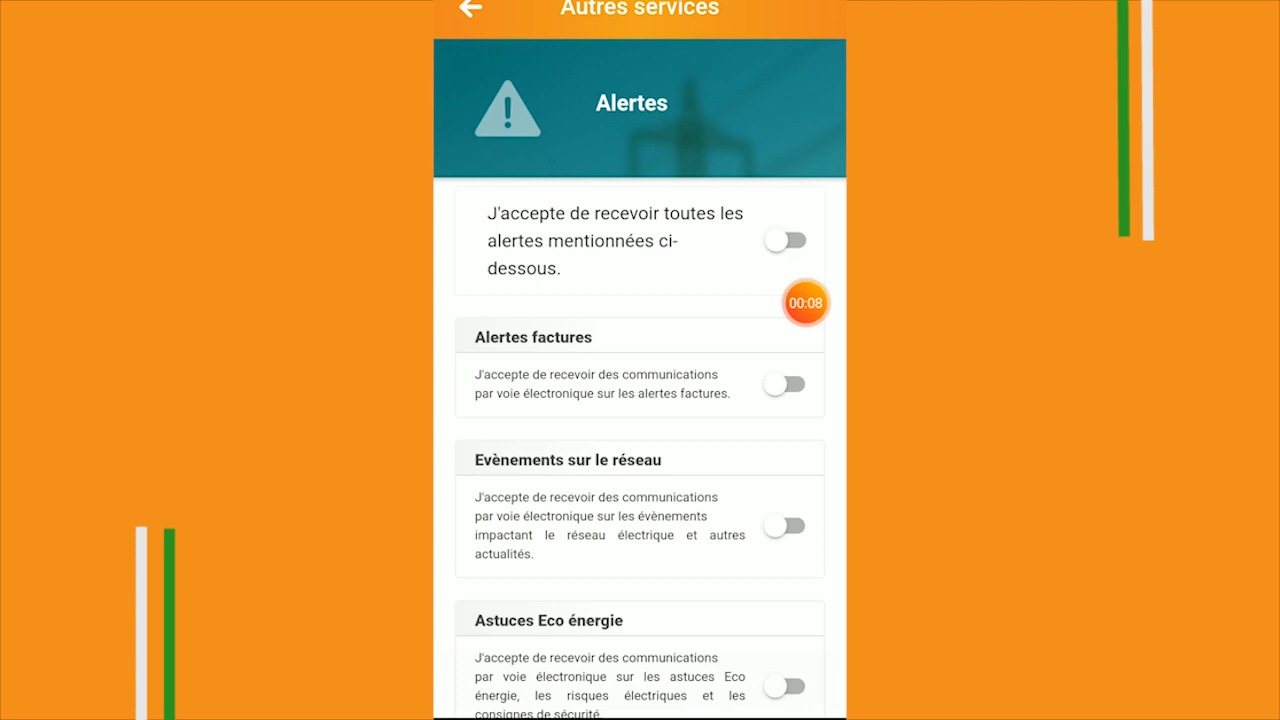 Autres services
Alertes
J'accepte de recevoir toutes les
alertes mentionnées ci-
dessous.
00:08
Alertes factures
J'accepte de recevoir des communications
par voie électronique sur les alertes factures.
Evènements sur le réseau
J'accepte de recevoir des communications
par voie électronique sur les évènements
impactant le réseau électrique et autres
actualités.
Astuces Eco énergie
J'accepte de recevoir des communications
par voie électronique sur les astuces Eco
énergie, les risques électriques et les
consignes de sécurité.